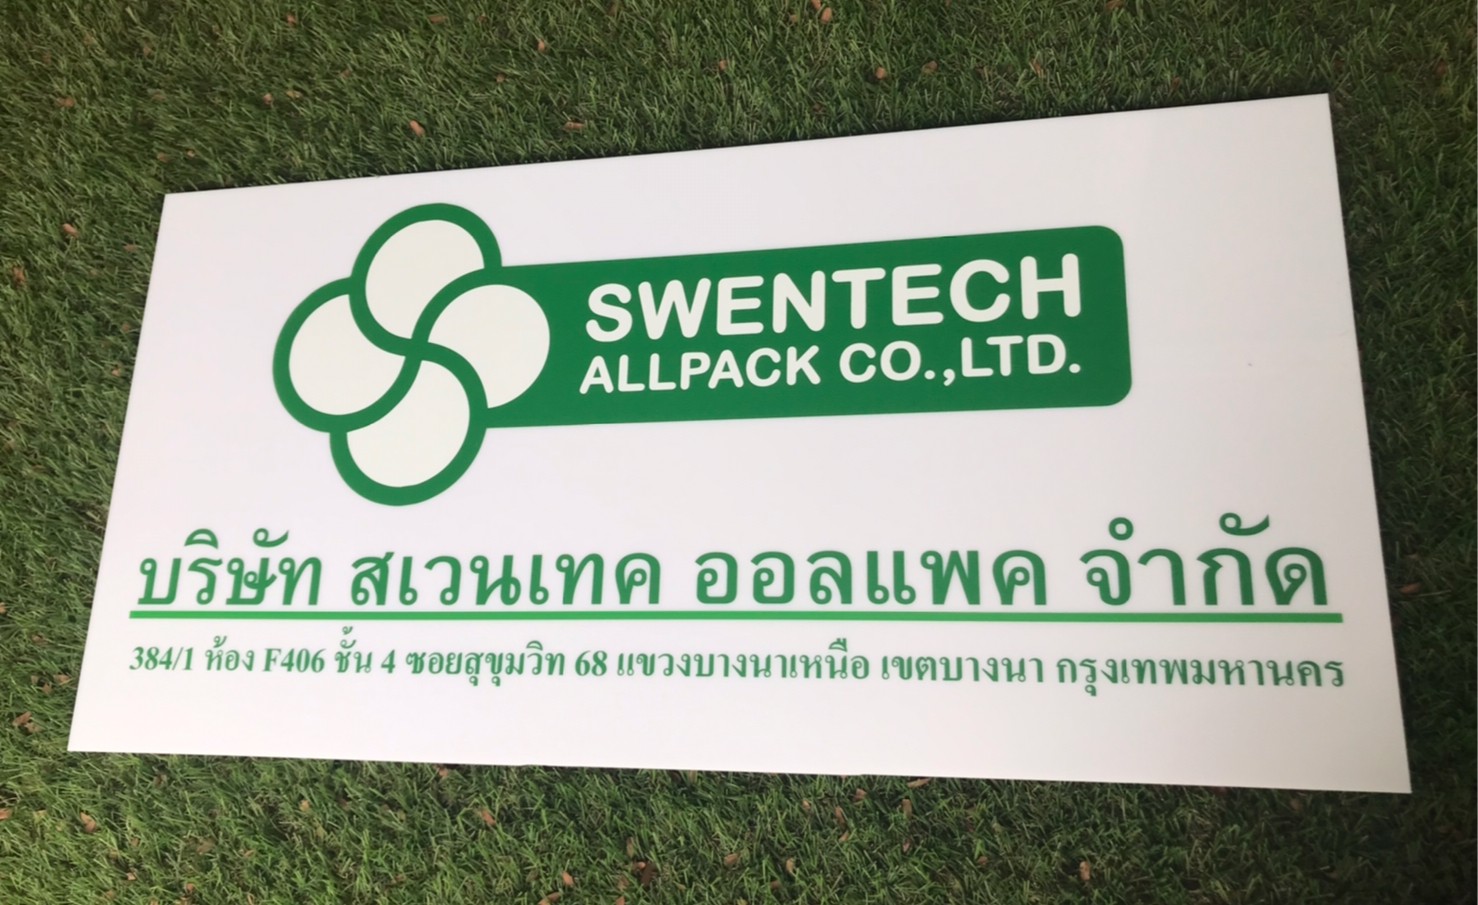 SWENTECH
ALLPACK CO.,LTD.
บริษัท สเวนเทค ออลแพค จำกัด
384/1 ห้อง F406 ชั้น 4 ซอยสุขุมวิท 68 แขวงบางนาเหนือ เขตบางนา กรุงเทพมหานคร